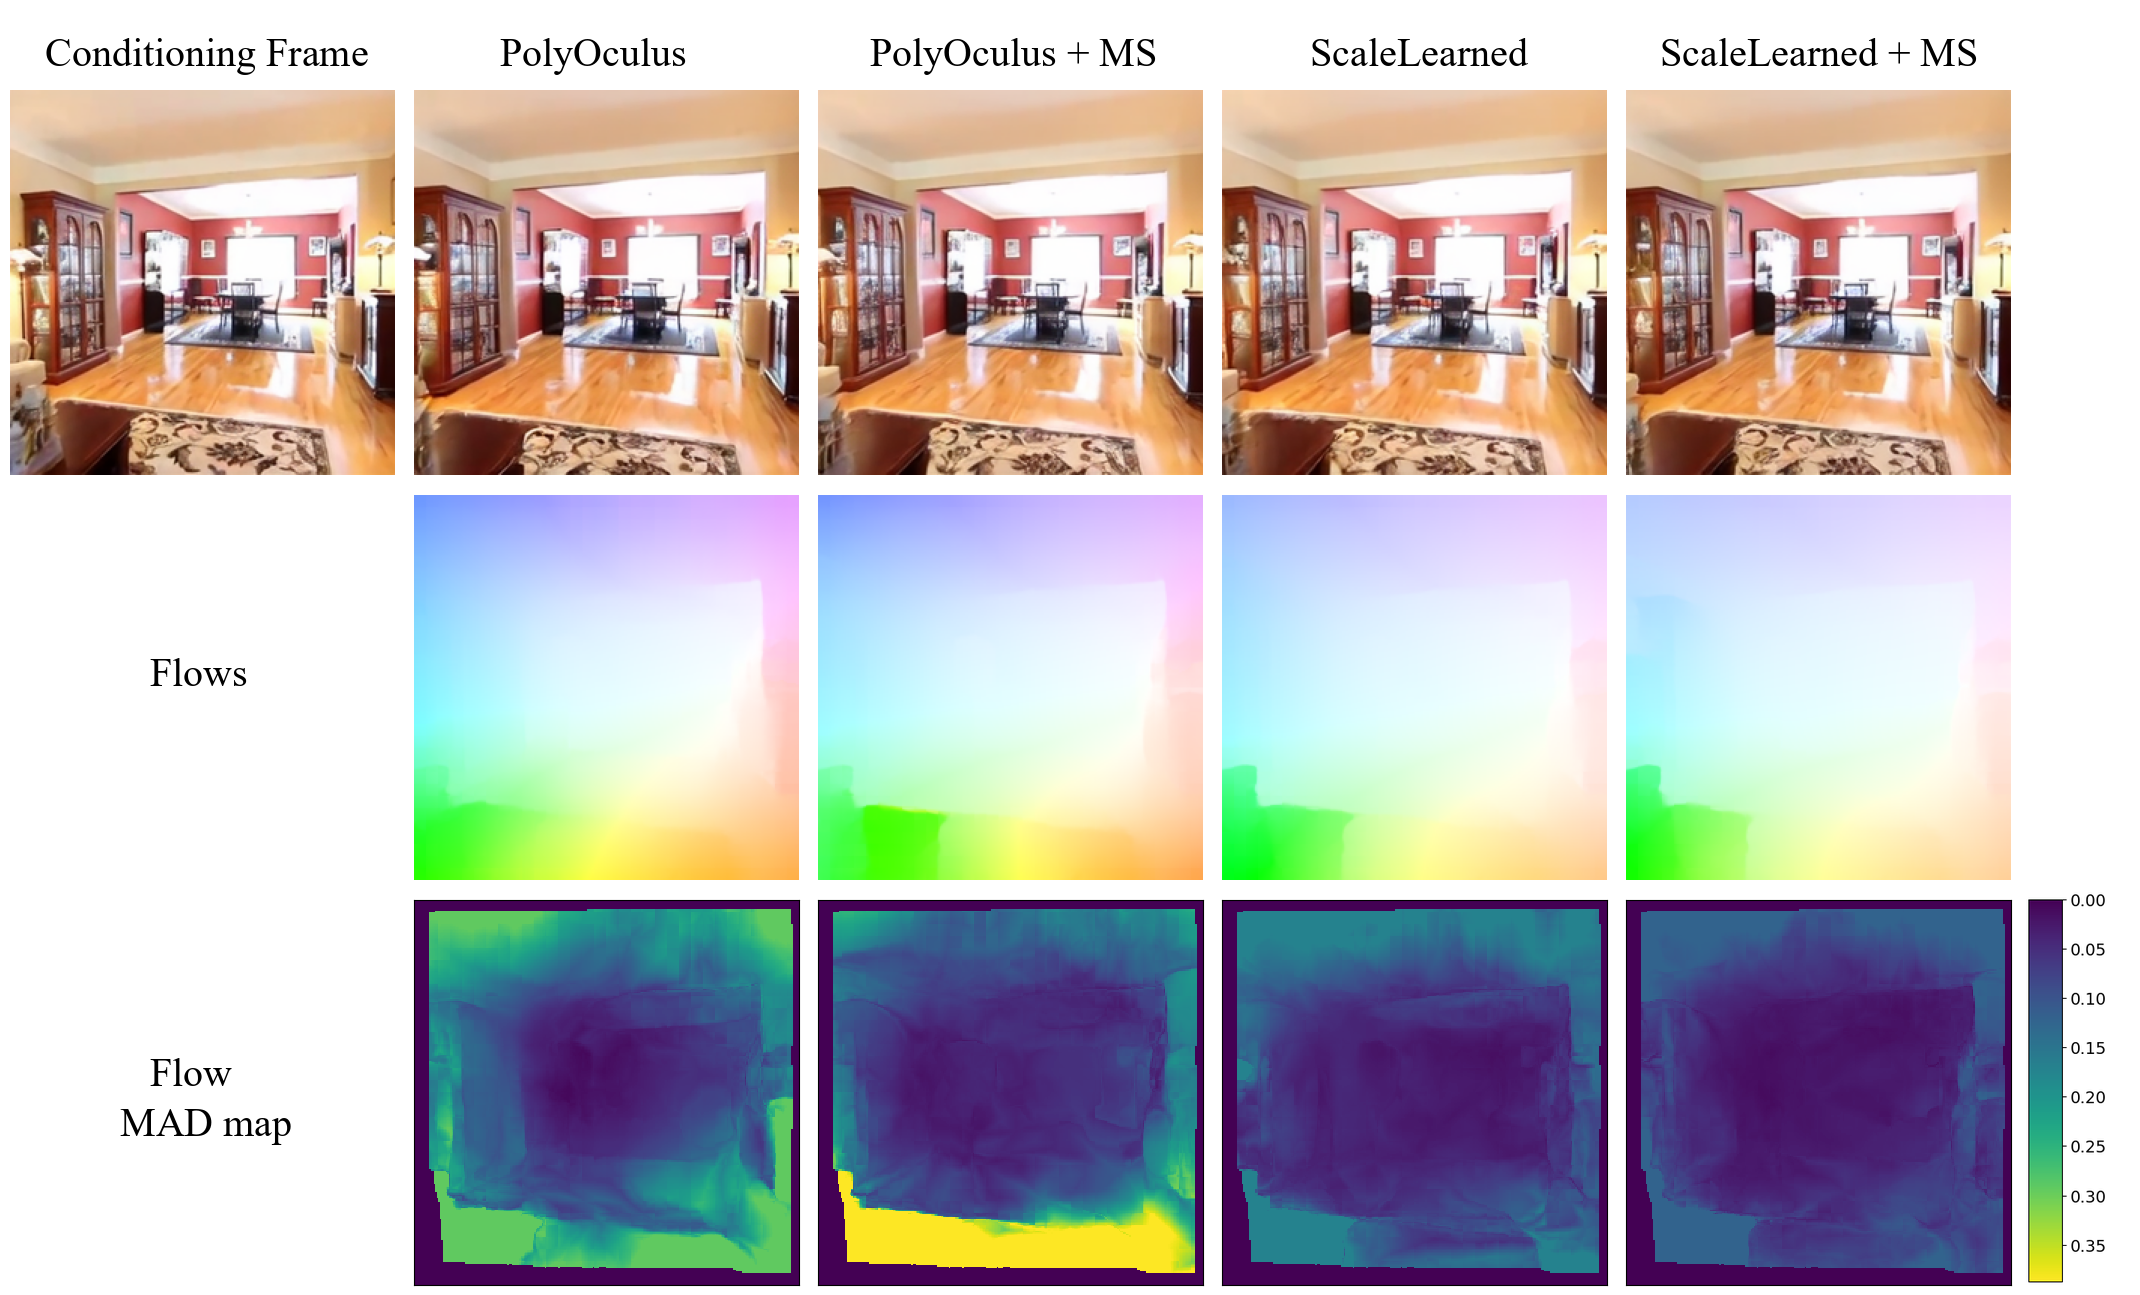 Conditioning Frame
PolyOculus
PolyOculus + MS
ScaleLearned
ScaleLearned + MS
Flows
Flow
MAD map
0.00
0.05
0.10
0.15
0.20
0.25
0.30
0.35